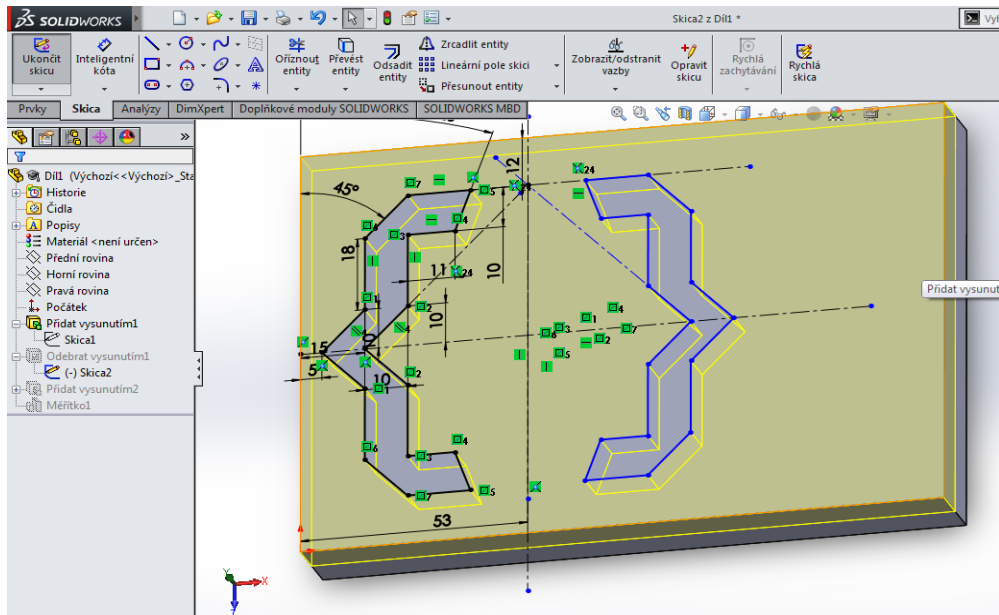 SOLIDWORKS
Skica2 z Díl1 *
Ukončit skicu
Inteligentní kóta
Oříznout entity
Převést entity
Odsadit entity
Zrcadlit entity
Lineární pole skici
Přesunout entity
Zobrazit/odstranit vazby
Opravit skicu
Rychlá zachytávání
Rychlá skica
Prvky
Skica
Analýzy
DimXpert
Doplňkové moduly SOLIDWORKS
SOLIDWORKS MBD
Díl1 (Výchozí<<Výchozí>_Sta
Historie
Čidla
Popisy
Materiál <není určen>
Přední rovina
Horní rovina
Pravá rovina
Počátek
Přidat vysunutím1
Skica1
Odebrat vysunutím1
(-) Skica2
Přidat vysunutím2
Měřítko1
45°
12
18
11
10
10
15
5
10
53
Přidat vysunut
X